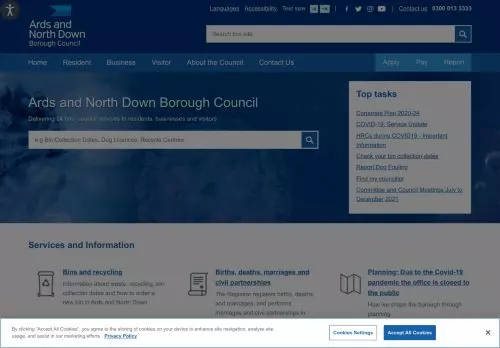 Languages Accessibility Text size
Contact us 0300 013 3333
Ards and
North Down
Borough Council
Search this site
Home Resident Business Visitor About the Council Contact Us Apply Pay Report
Ards and North Down Borough Council
Delivering 24 hour council services to residents, businesses and visitors
e.g Bin Collection Dates, Dog Licences, Recycle Centres
Top tasks
Corporate Plan 2020-24
COVID-19: Service Update
HRCs during COVID19 - Important
information
Check your bin collection dates
Report Dog Fouling
Find my councillor
Committee and Council Meetings July to
December 2021
Services and Information
Bins and recycling
Information about waste, recycling, bin
collection dates and how to order a
new bin in Ards and North Down
Births, deaths, marriages and
civil partnerships
The Registrar registers births, deaths
and marriages, and performs
marriages and civil partnerships in
Planning: Due to the Covid-19
pandemic the office is closed to
the public
How we shape the borough through
planning.
By clicking "Accept All Cookies", you agree to the storing of cookies on your device to enhance site navigation, analyse site
usage, and assist in our marketing efforts. Privacy Policy
Cookies Settings
Accept All Cookies